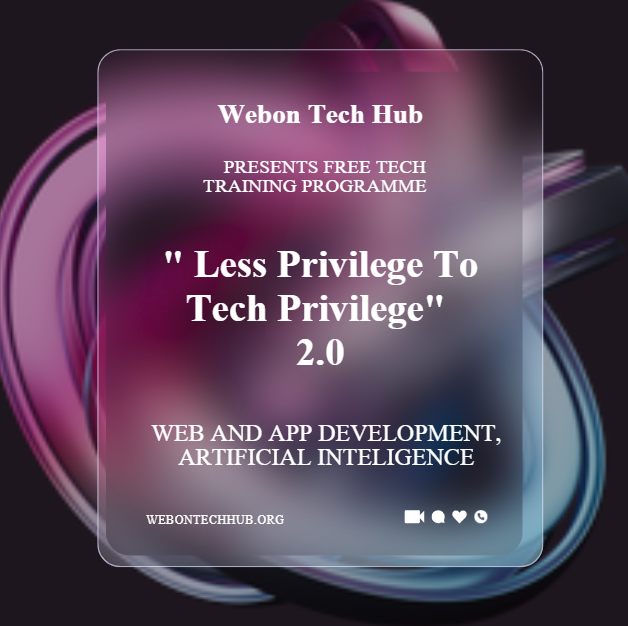 Webon Tech Hub
PRESENTS FREE TECH
TRAINING PROGRAMME
" Less Privilege To
Tech Privilege"
2.0
WEB AND APP DEVELOPMENT,
ARTIFICIAL INTELIGENCE
WEBONTECHHUB.ORG